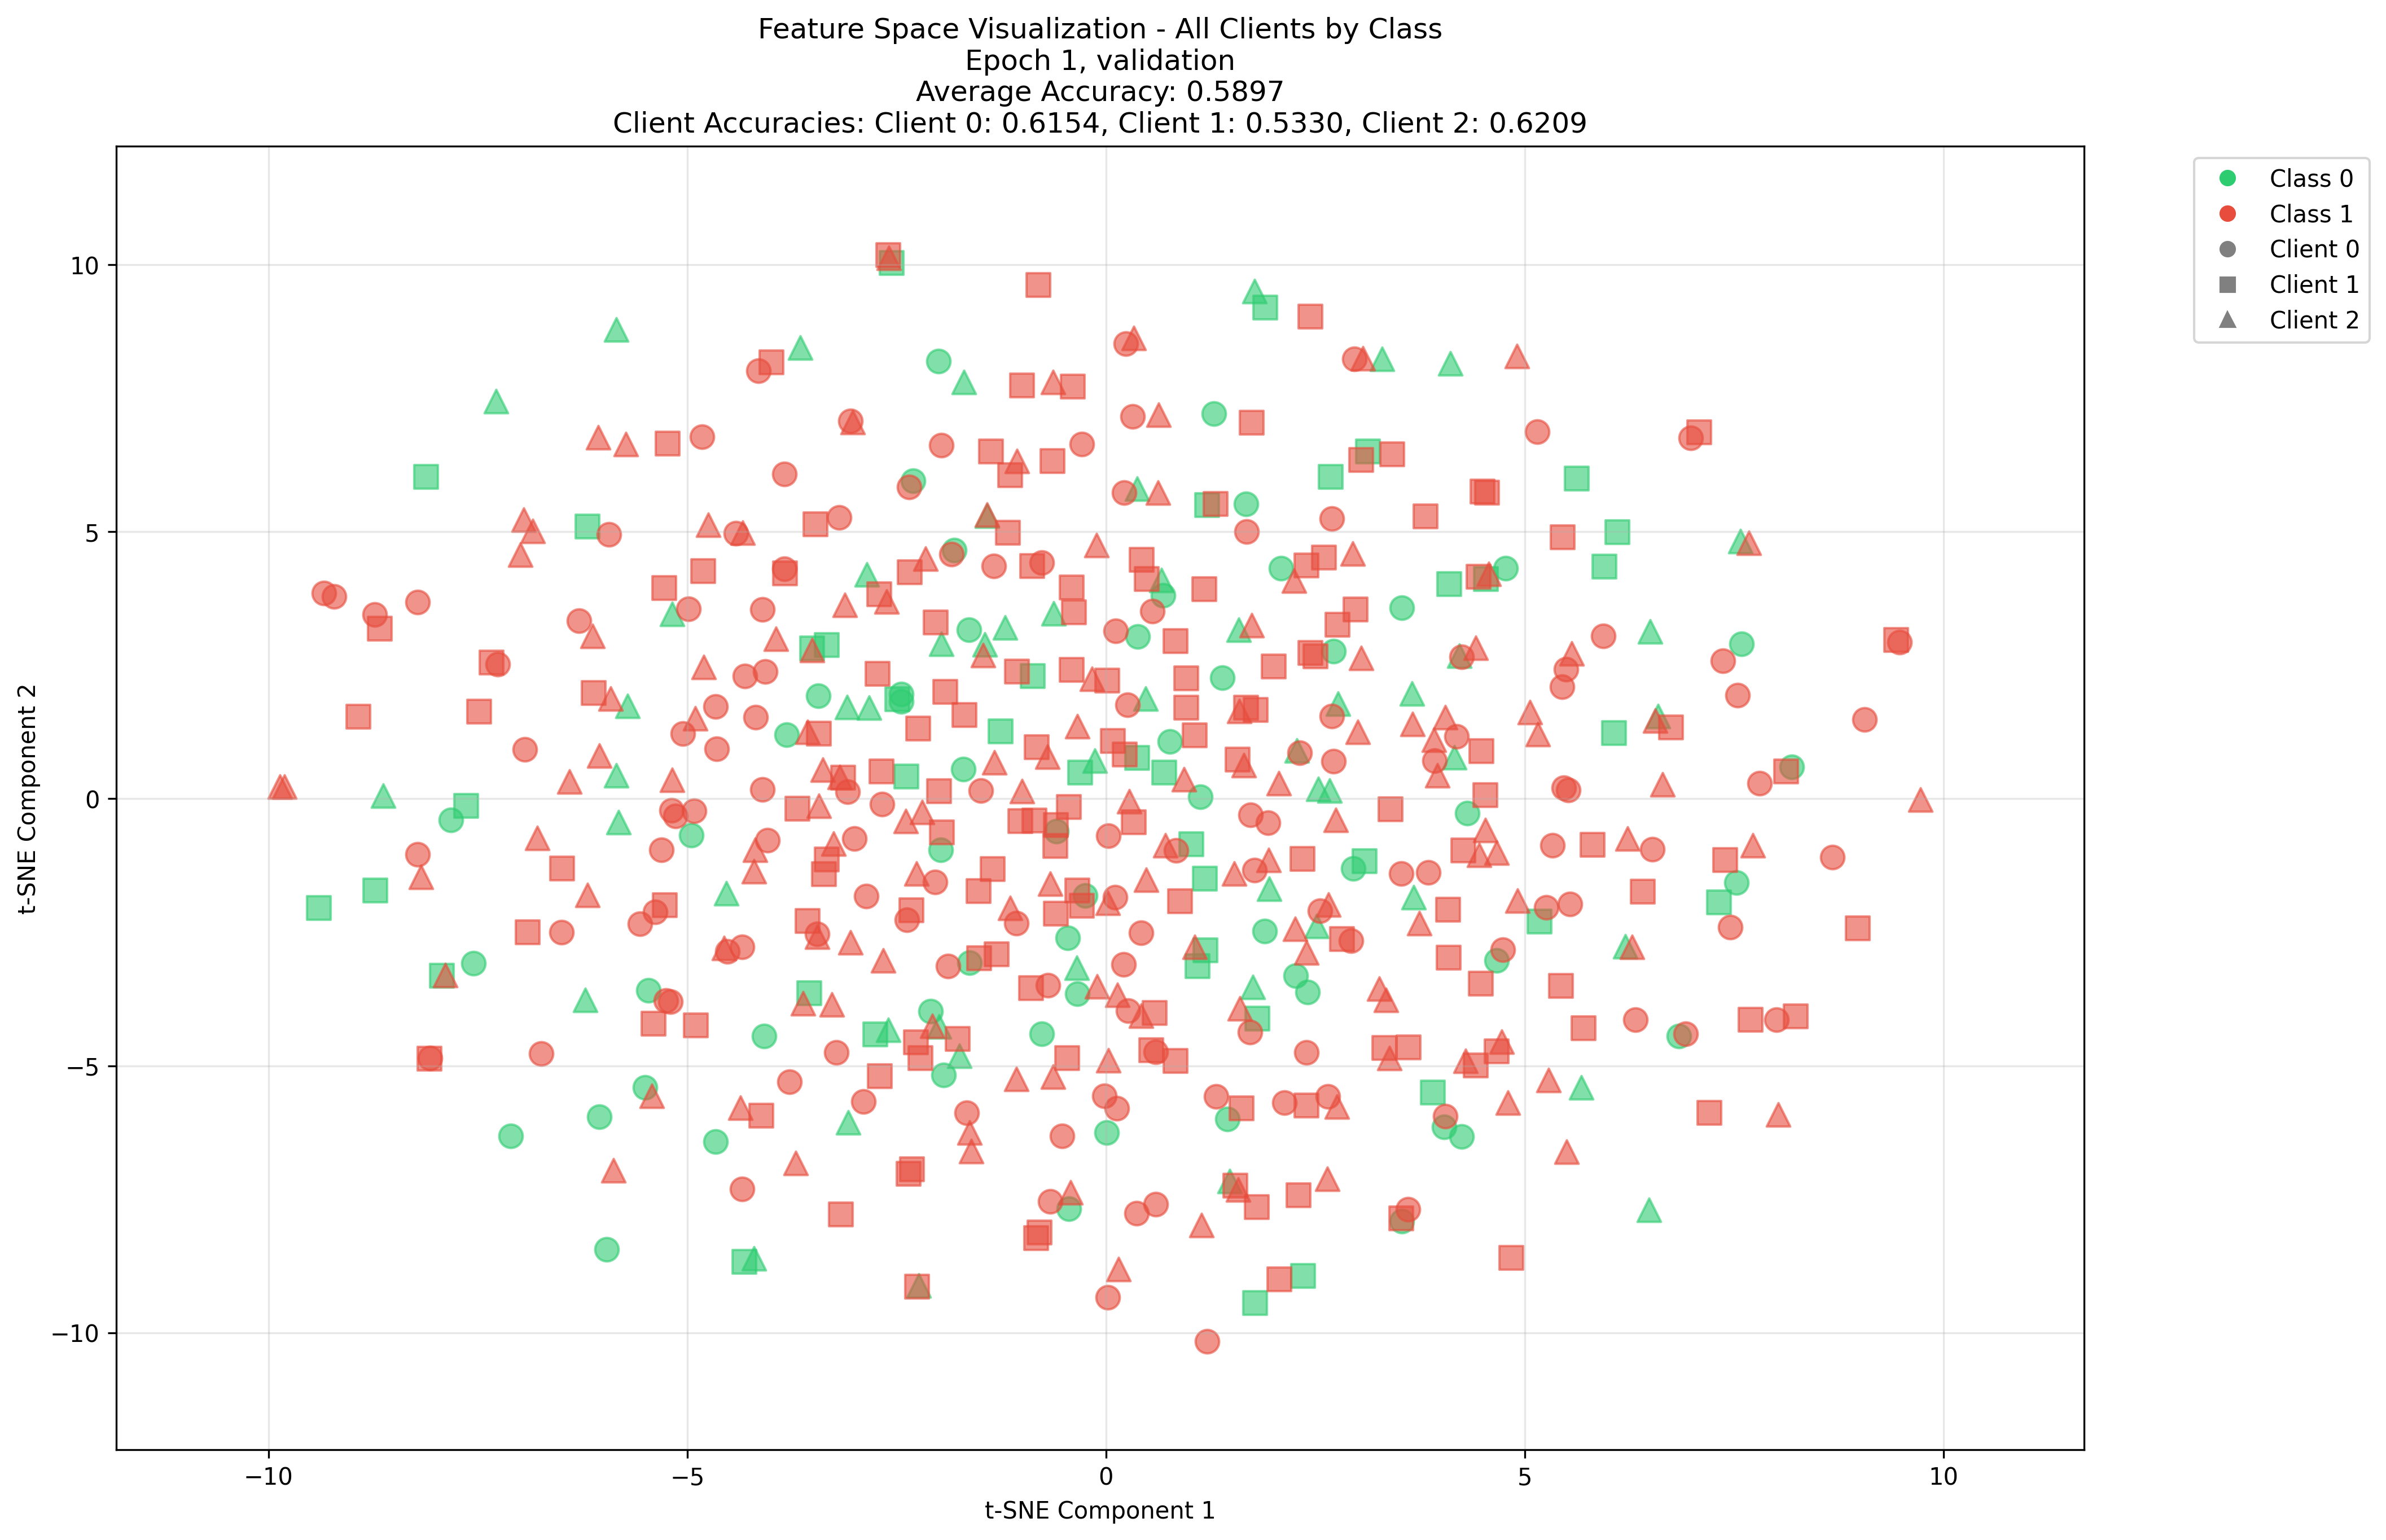 Feature Space Visualization - All Clients by Class
Epoch 1, validation
Average Accuracy: 0.5897
Client Accuracies: Client 0: 0.6154, Client 1: 0.5330, Client 2: 0.6209
Class 0
Class 1
Client 0
Client 1
Client 2
t-SNE Component 2
10
5
0
−5
−10
−10
−5
0
5
10
t-SNE Component 1